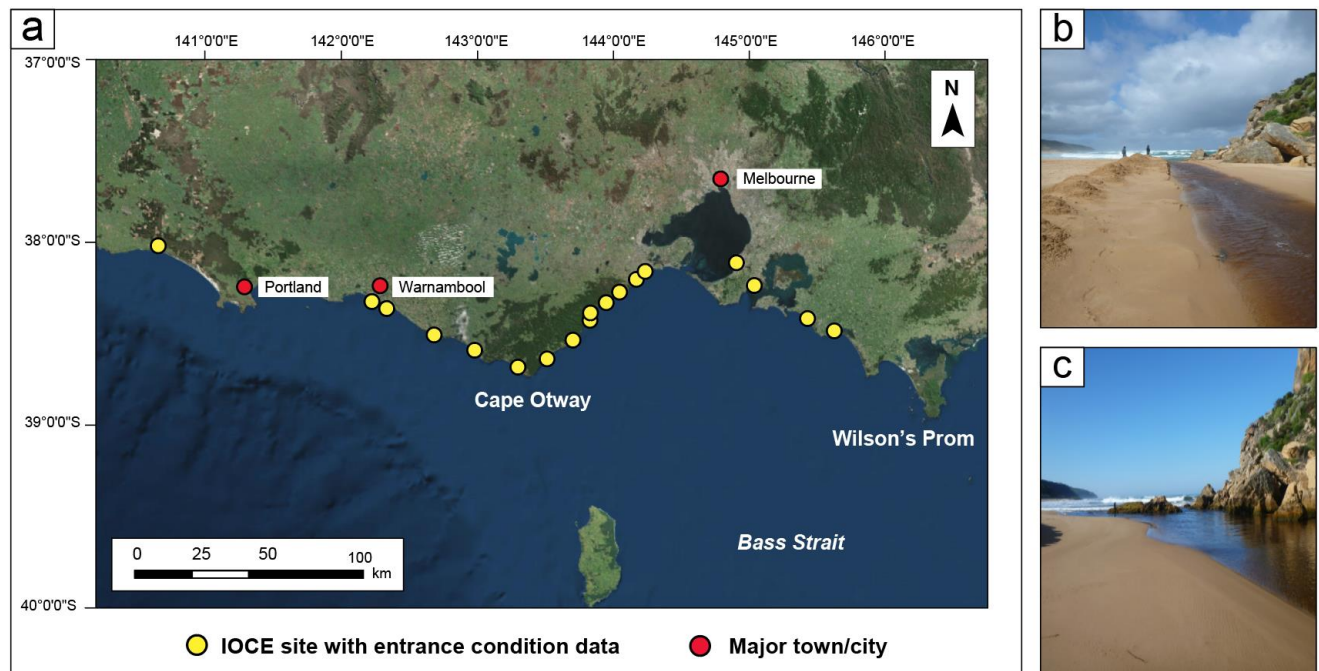 a
141°0'0"E 142°0'0"E 143°0'0"E 144°0'0"E 145°0'0"E 146°0'0"E
37°0'0"S
38°0'0"S
39°0'0"S
40°0'0"S
N
Melbourne
Portland
Warnambool
Cape Otway
Wilson's Prom
Bass Strait
0 25 50 100
km
IOCE site with entrance condition data
Major town/city
b
c